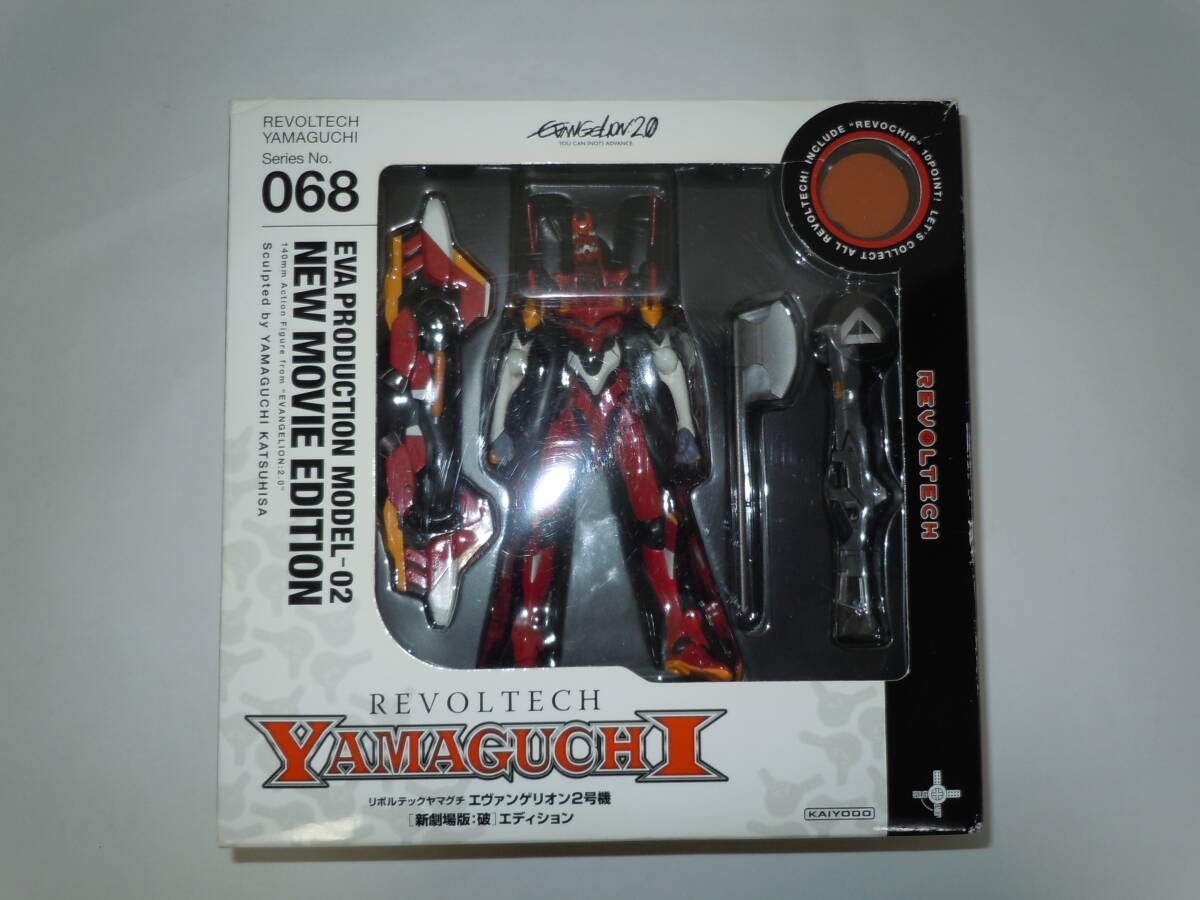 REVOLTECH
YAMAGUCHI
Series No.
068
EVANGELION:2.0
YOU CAN (NOT) ADVANCE.
INCLUDE "REVOCHIP" 10POINT! LET'S COLLECT ALL REVOLTECH!
EVA PRODUCTION MODEL-02
NEW MOVIE EDITION
140mm Action Figure from "EVANGELION:2.0"
Sculpted by YAMAGUCHI KATSUHISA
REVOLTECH
REVOLTECH
YAMAGUCHI
リボルテックヤマグチ エヴァンゲリオン2号機
[新劇場版:破]エディション
KAIYODO